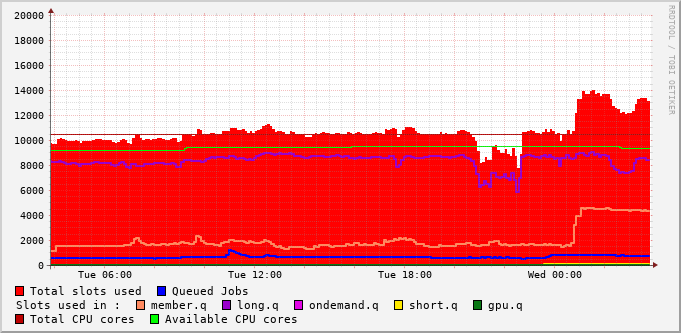 RRDTOOL / TOBI OETIKER
20000
18000
16000
14000
12000
10000
8000
6000
4000
2000
0
Tue 06:00 Tue 12:00 Tue 18:00 Wed 00:00
Total slots used Queued Jobs
Slots used in : member.q long.q ondemand.q short.q gpu.q
Total CPU cores Available CPU cores